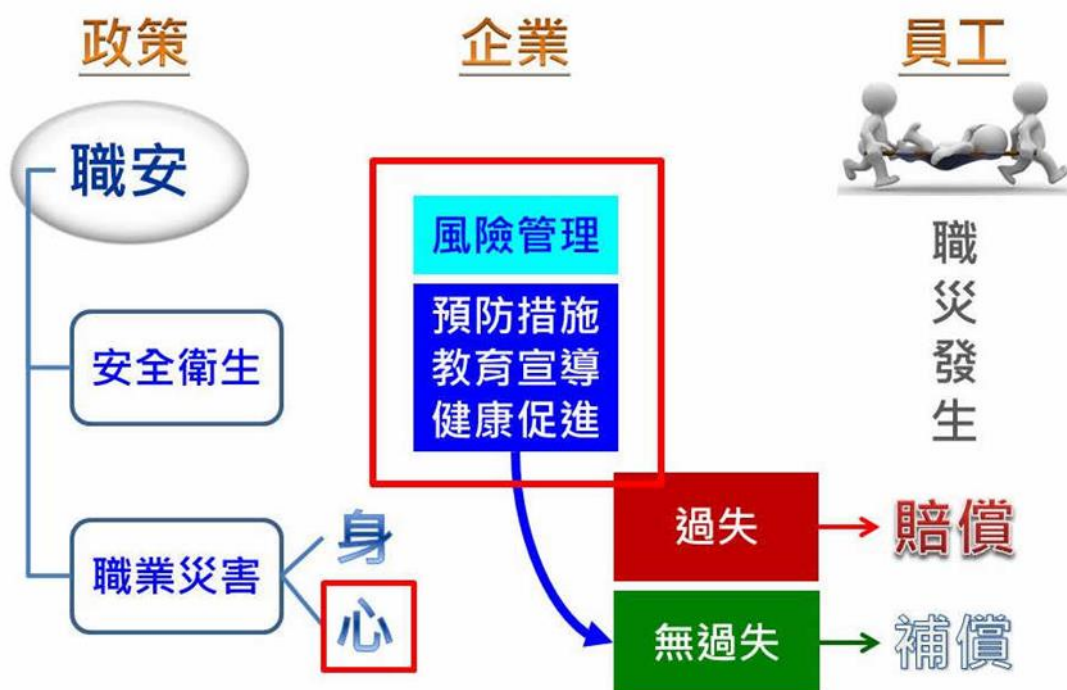 政策
企業
員工
職安
風險管理
預防措施
教育宣導
健康促進
職災發生
安全衛生
職業災害
身
心
過失
賠償
無過失
補償